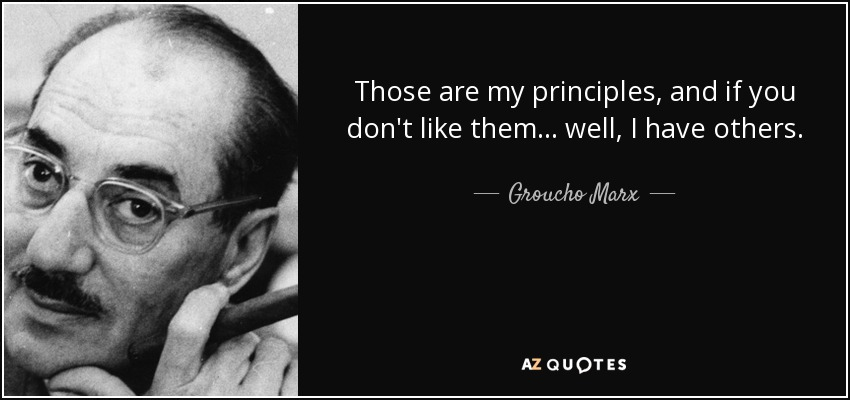 Those are my principles, and if you
don't like them... well, I have others.
Groucho Marx
AZ QUOTES